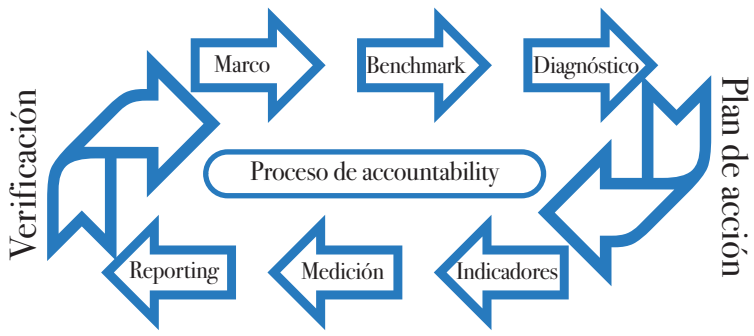 Marco
Benchmark
Diagnóstico
Plan de acción
Proceso de accountability
Indicadores
Medición
Reporting
Verificación